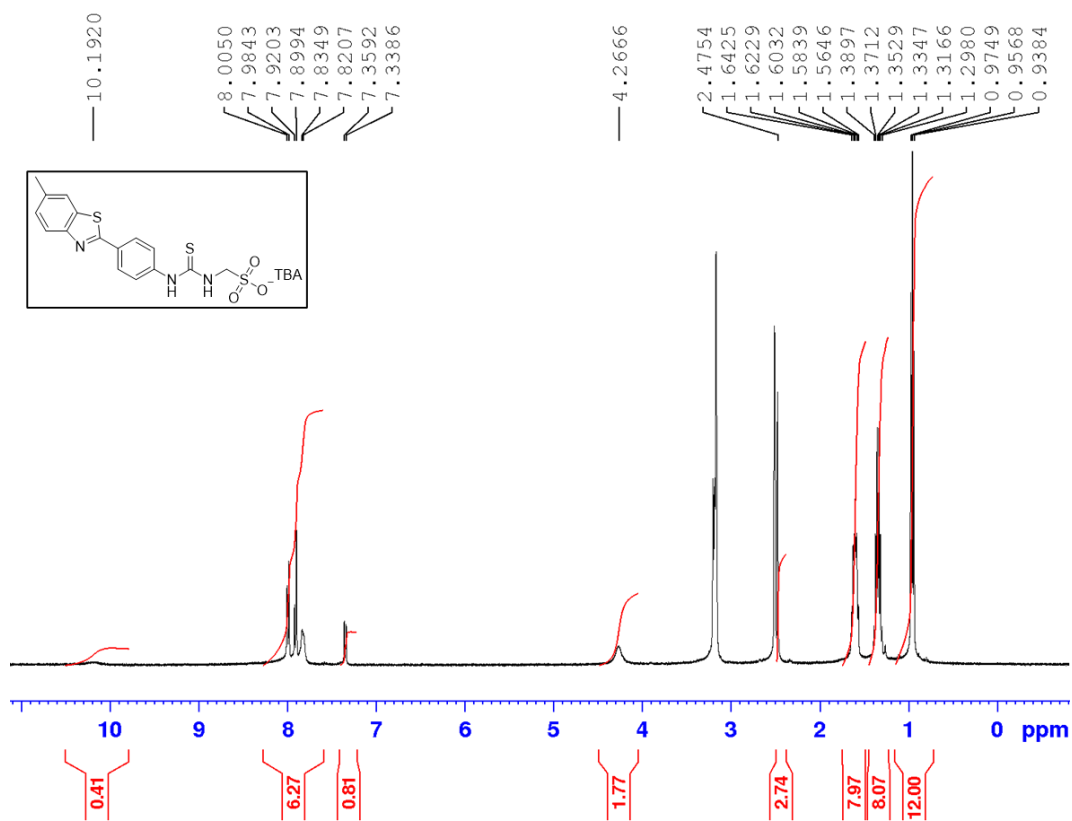 10.1920
8.0050
7.9843
7.9203
7.8994
7.8349
7.8207
7.3592
7.3386
4.2666
2.4754
1.6425
1.6229
1.6032
1.5839
1.5646
1.3897
1.3712
1.3529
1.3347
1.3166
1.2980
0.9749
0.9568
0.9384
S
N
S
N
H
N
H
O
S
O
O
-
TBA
10 9 8 7 6 5 4 3 2 1 0 ppm
0.41
6.27
0.81
1.77
2.74
7.97
8.07
12.00